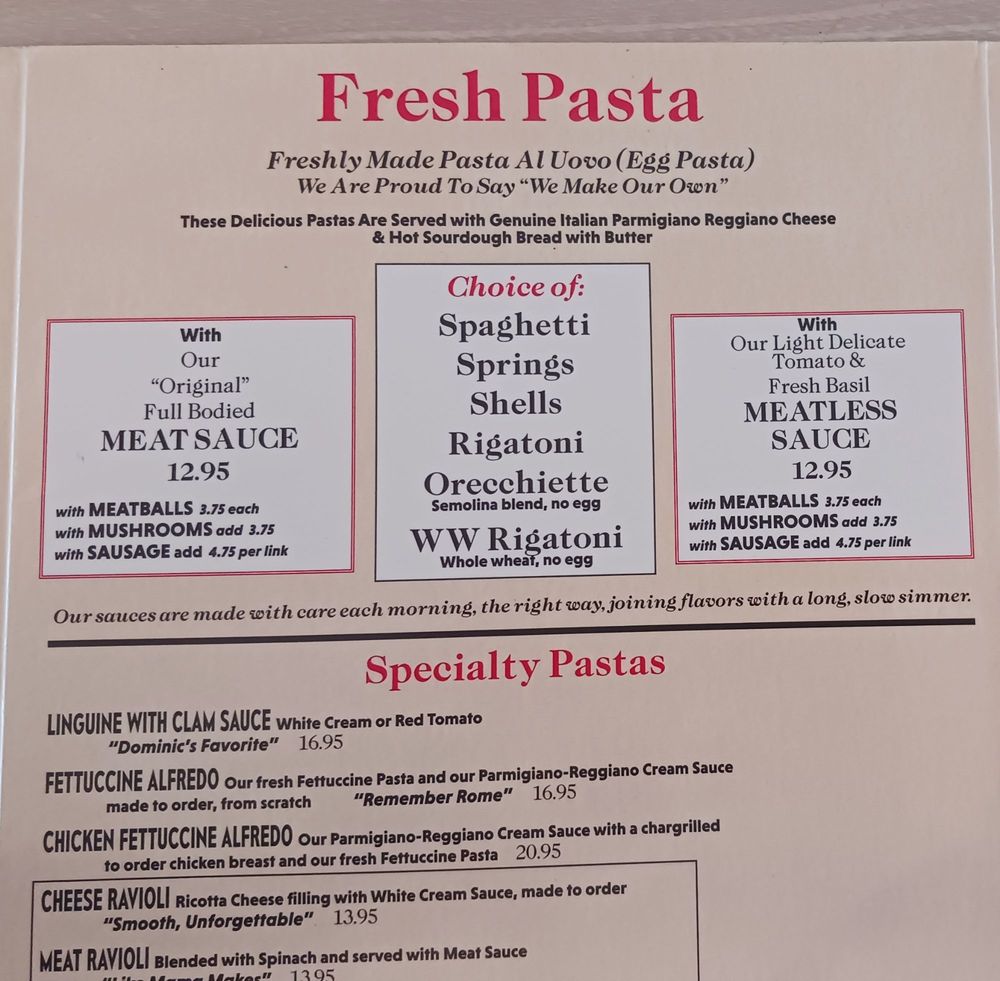 Fresh Pasta
Freshly Made Pasta Al Uovo (Egg Pasta)
We Are Proud To Say “We Make Our Own”
These Delicious Pastas Are Served with Genuine Italian Parmigiano Reggiano Cheese
& Hot Sourdough Bread with Butter
With
Our
“Original”
Full Bodied
MEAT SAUCE
12.95
with MEATBALLS 3.75 each
with MUSHROOMS add 3.75
with SAUSAGE add 4.75 per link
Choice of:
Spaghetti
Springs
Shells
Rigatoni
Orecchiette
Semolina blend, no egg
WW Rigatoni
Whole wheat, no egg
With
Our Light Delicate
Tomato &
Fresh Basil
MEATLESS
SAUCE
12.95
with MEATBALLS 3.75 each
with MUSHROOMS add 3.75
with SAUSAGE add 4.75 per link
Our sauces are made with care each morning, the right way, joining flavors with a long, slow simmer.
Specialty Pastas
LINGUINE WITH CLAM SAUCE White Cream or Red Tomato
“Dominic's Favorite” 16.95
FETTUCCINE ALFREDO Our fresh Fettuccine Pasta and our Parmigiano-Reggiano Cream Sauce
made to order, from scratch “Remember Rome” 16.95
CHICKEN FETTUCCINE ALFREDO Our Parmigiano-Reggiano Cream Sauce with a chargrilled
to order chicken breast and our fresh Fettuccine Pasta 20.95
CHEESE RAVIOLI Ricotta Cheese filling with White Cream Sauce, made to order
“Smooth, Unforgettable” 13.95
MEAT RAVIOLI Blended with Spinach and served with Meat Sauce
“Like Mama Makes” 13.95